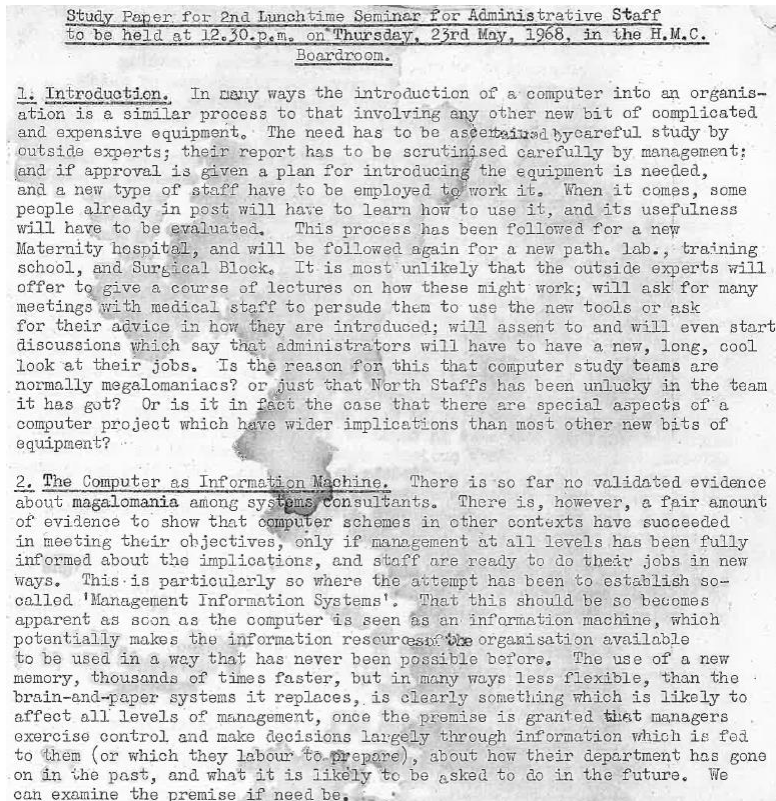 Study Paper for 2nd Lunchtime Seminar for Administrative Staff
to be held at 12.30.p.m. on Thursday, 23rd May, 1968, in the H.M.C.
Boardroom.
1. Introduction. In many ways the introduction of a computer into an organis-
ation is a similar process to that involving any other new bit of complicated
and expensive equipment. The need has to be ascertained by careful study by
outside experts; their report has to be scrutinised carefully by management;
and if approval is given a plan for introducing the equipment is needed,
and a new type of staff have to be employed to work it. When it comes, some
people already in post will have to learn how to use it, and its usefulness
will have to be evaluated. This process has been followed for a new
Maternity hospital, and will be followed again for a new path. lab., training
school, and Surgical Block. It is most unlikely that the outside experts will
offer to give a course of lectures on how these might work; will ask for many
meetings with medical staff to persude them to use the new tools or ask
for their advice in how they are introduced; will assent to and will even start
discussions which say that administrators will have to have a new, long, cool
look at their jobs. Is the reason for this that computer study teams are
normally megalomaniacs? or just that North Staffs has been unlucky in the team
it has got? Or is it in fact the case that there are special aspects of a
computer project which have wider implications than most other new bits of
equipment?
2. The Computer as Information Machine. There is so far no validated evidence
about magalomania among systems consultants. There is, however, a fair amount
of evidence to show that computer schemes in other contexts have succeeded
in meeting their objectives, only if management at all levels has been fully
informed about the implications, and staff are ready to do their jobs in new
ways. This is particularly so where the attempt has been to establish so-
called 'Management Information Systems'. That this should be so becomes
apparent as soon as the computer is seen as an information machine, which
potentially makes the information resources of the organisation available
to be used in a way that has never been possible before. The use of a new
memory, thousands of times faster, but in many ways less flexible, than the
brain-and-paper systems it replaces, is clearly something which is likely to
affect all levels of management, once the premise is granted that managers
exercise control and make decisions largely through information which is fed
to them (or which they labour to prepare), about how their department has gone
on in the past, and what it is likely to be asked to do in the future. We
can examine the premise if need be.